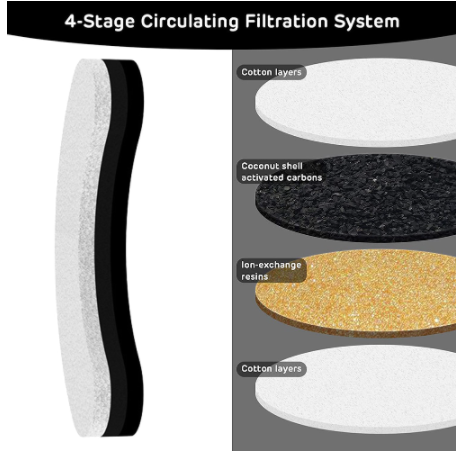 4-Stage Circulating Filtration System
Cotton layers
Coconut shell
activated carbons
Ion-exchange
resins
Cotton layers